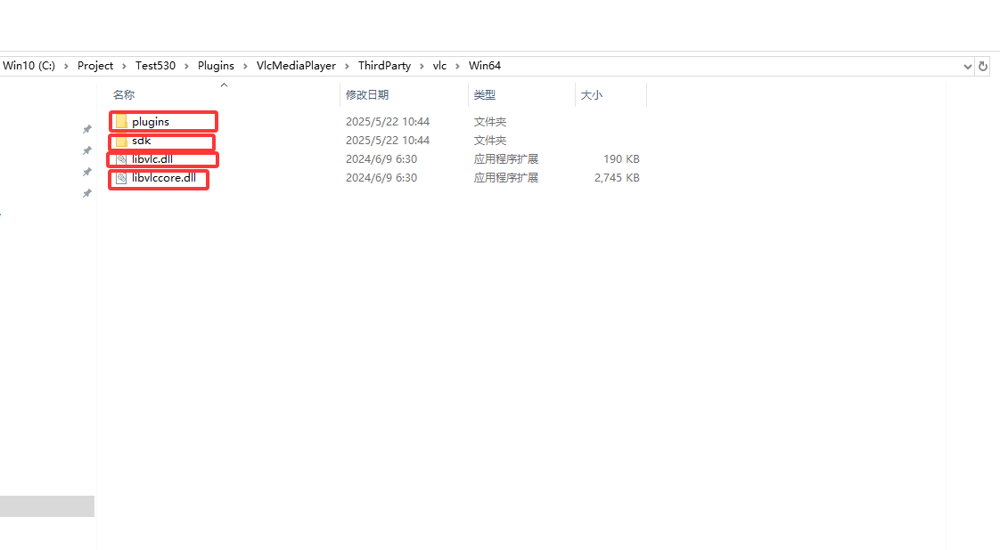 Win10 (C:) › Project › Test530 › Plugins › VlcMediaPlayer › ThirdParty › vlc › Win64
名称 修改日期 类型 大小
plugins 2025/5/22 10:44 文件夹
sdk 2025/5/22 10:44 文件夹
libvlc.dll 2024/6/9 6:30 应用程序扩展 190 KB
libvlccore.dll 2024/6/9 6:30 应用程序扩展 2,745 KB